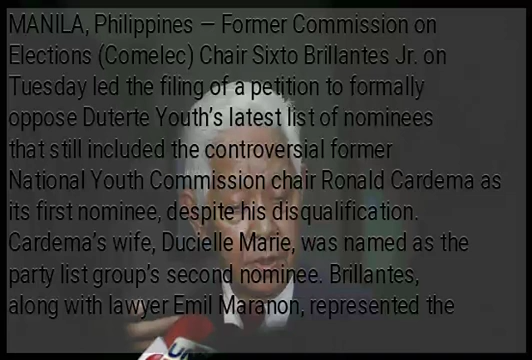 MANILA, Philippines — Former Commission on
Elections (Comelec) Chair Sixto Brillantes Jr. on
Tuesday led the filing of a petition to formally
oppose Duterte Youth's latest list of nominees
that still included the controversial former
National Youth Commission chair Ronald Cardema as
its first nominee, despite his disqualification.
Cardema's wife, Ducielle Marie, was named as the
party list group's second nominee. Brillantes,
along with lawyer Emil Maranon, represented the